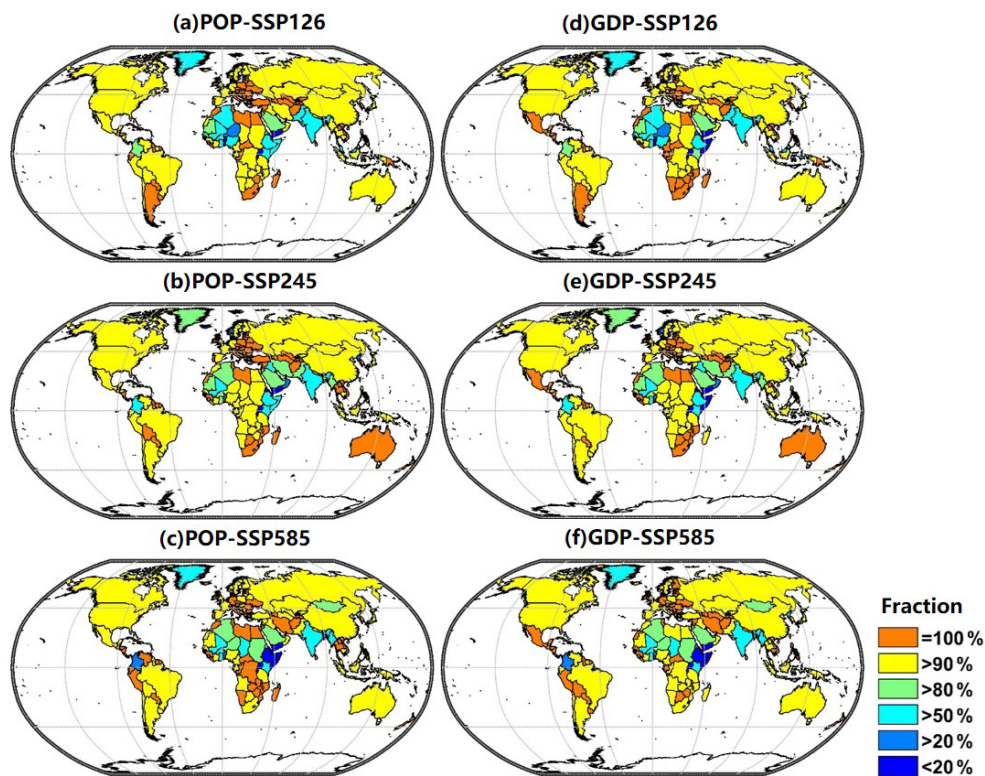 (a)POP-SSP126
(d)GDP-SSP126
(b)POP-SSP245
(e)GDP-SSP245
(c)POP-SSP585
(f)GDP-SSP585
Fraction
=100 %
>90 %
>80 %
>50 %
>20 %
<20 %